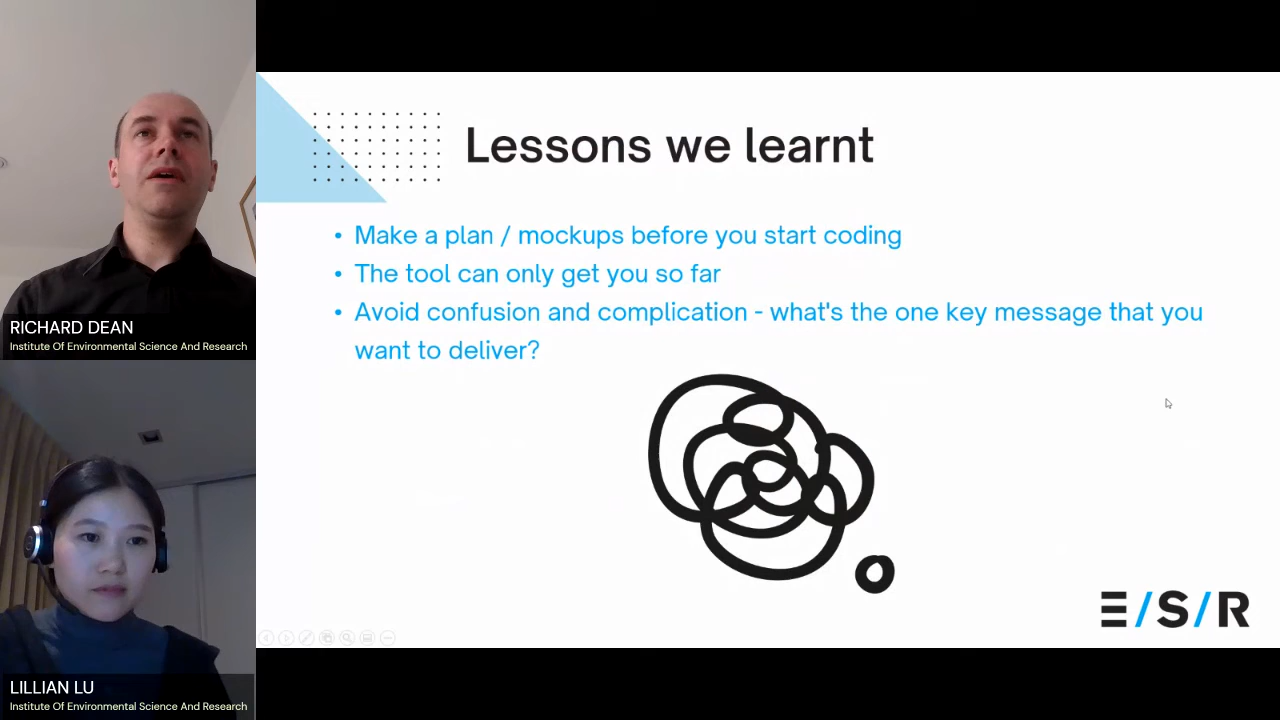 RICHARD DEAN
Institute Of Environmental Science And Research
LILLIAN LU
Institute Of Environmental Science And Research
Lessons we learnt
• Make a plan / mockups before you start coding
• The tool can only get you so far
• Avoid confusion and complication - what's the one key message that you
want to deliver?
E/S/R